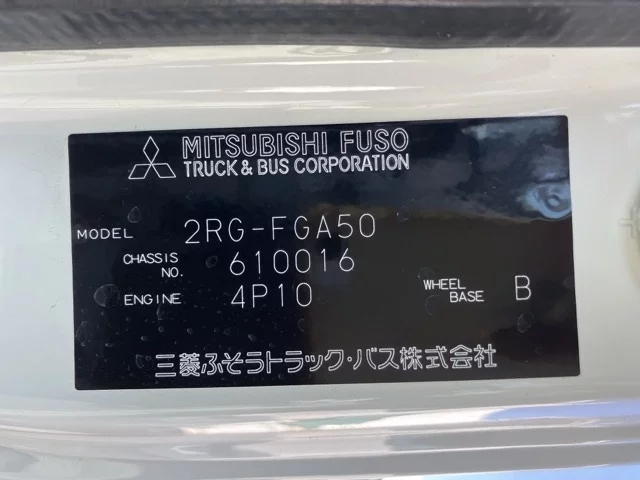 MITSUBISHI FUSO
TRUCK & BUS CORPORATION
MODEL 2RG-FGA50
CHASSIS NO. 610016
ENGINE 4P10 WHEEL BASE B
三菱ふそうトラック・バス株式会社